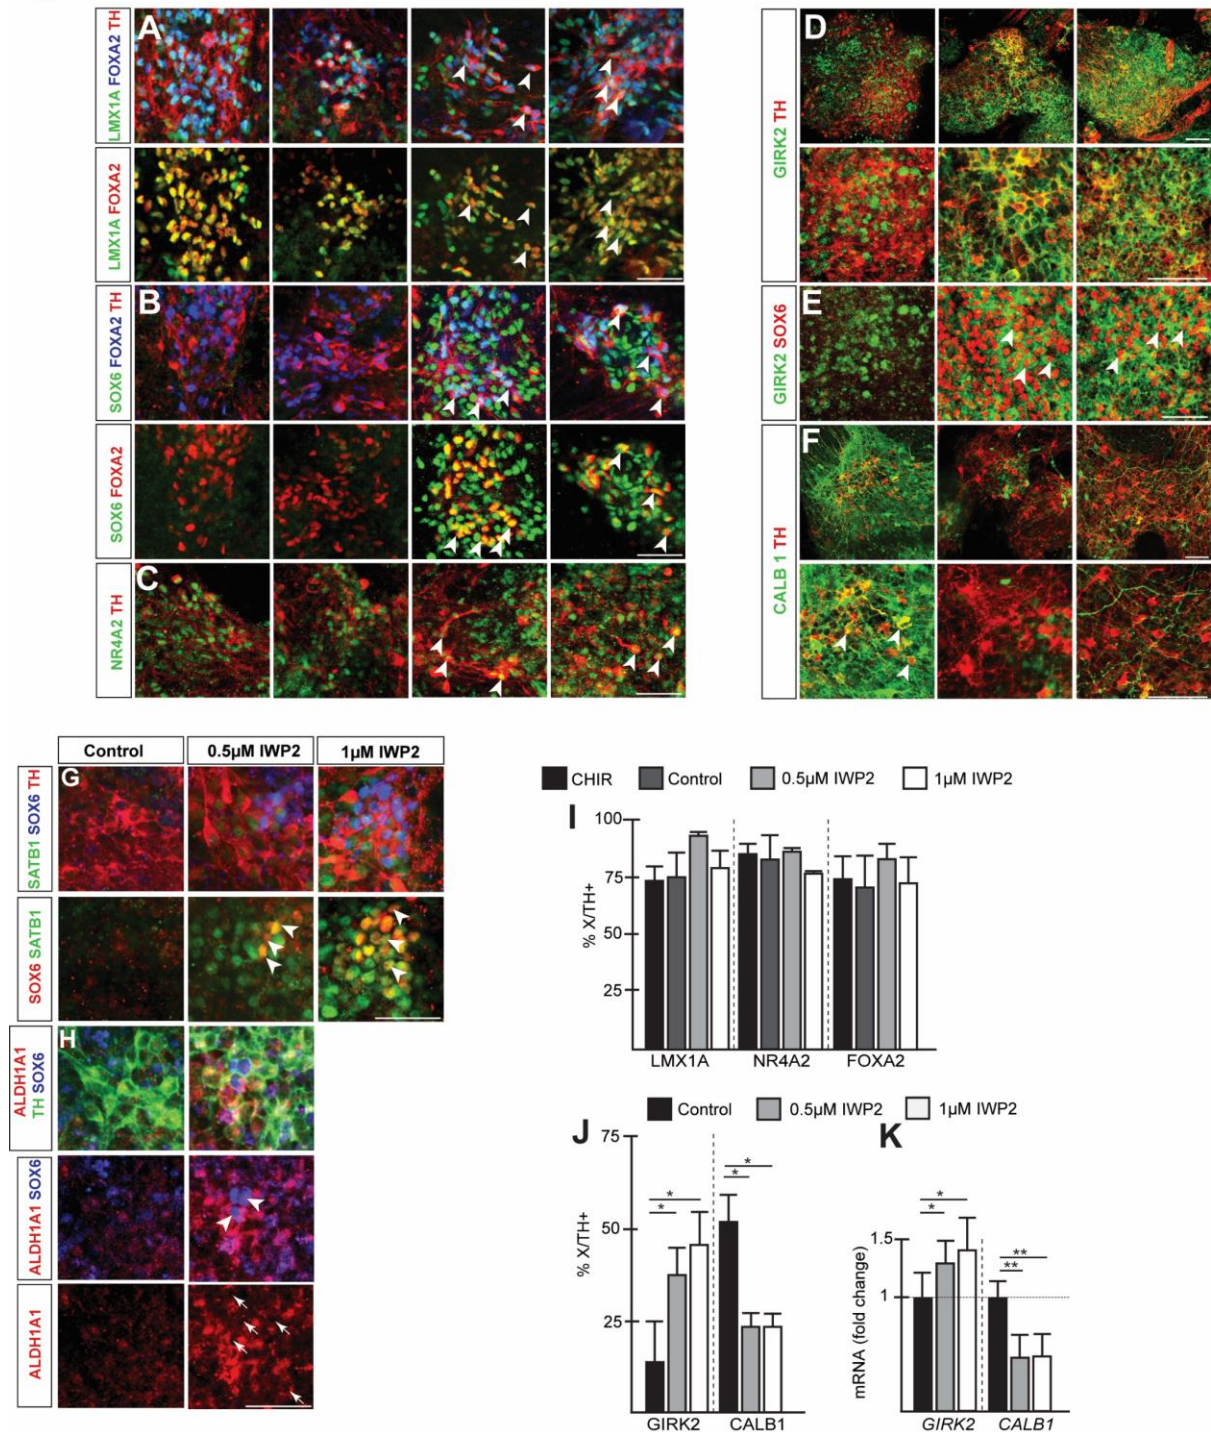 A
LMX1A FOXA2 TH
LMX1A FOXA2
B
SOX6 FOXA2 TH
SOX6 FOXA2
C
NR4A2 TH
D
GIRK2 TH
E
GIRK2 SOX6
F
CALB 1 TH
Control 0.5µM IWP2 1µM IWP2
G
SATB1 SOX6 TH
SOX6 SATB1
H
ALDH1A1
TH SOX6
ALDH1A1 SOX6
ALDH1A1
CHIR Control 0.5µM IWP2 1µM IWP2
I
100
75
50
25
% X/TH+
LMX1A NR4A2 FOXA2
Control 0.5µM IWP2 1µM IWP2
J
75
50
25
% X/TH+
* * * *
GIRK2 CALB1
K
1.5
1
mRNA (fold change)
* * ** **
GIRK2 CALB1